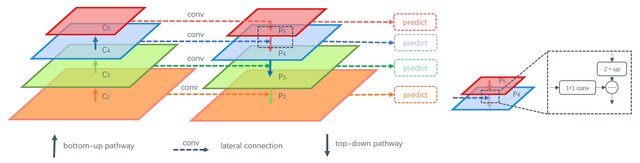 C₅
conv
P₅
predict
C₄
conv
P₄
predict
C₃
conv
P₃
predict
C₂
conv
P₂
predict
P₅
P₄
2 × up
1*1 conv
bottom-up pathway
conv
lateral connection
top-down pathway